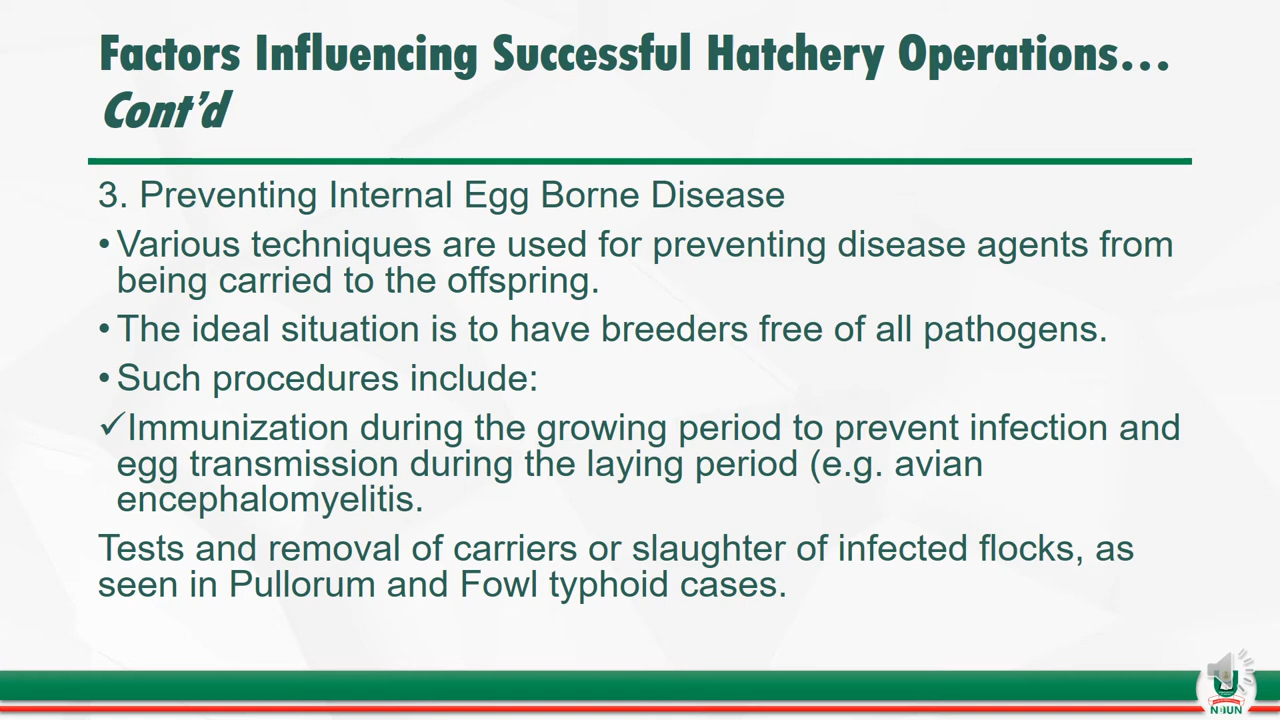 Factors Influencing Successful Hatchery Operations…
Cont’d
3. Preventing Internal Egg Borne Disease
• Various techniques are used for preventing disease agents from
being carried to the offspring.
• The ideal situation is to have breeders free of all pathogens.
• Such procedures include:
✓Immunization during the growing period to prevent infection and
egg transmission during the laying period (e.g. avian
encephalomyelitis.
Tests and removal of carriers or slaughter of infected flocks, as
seen in Pullorum and Fowl typhoid cases.
NOUN